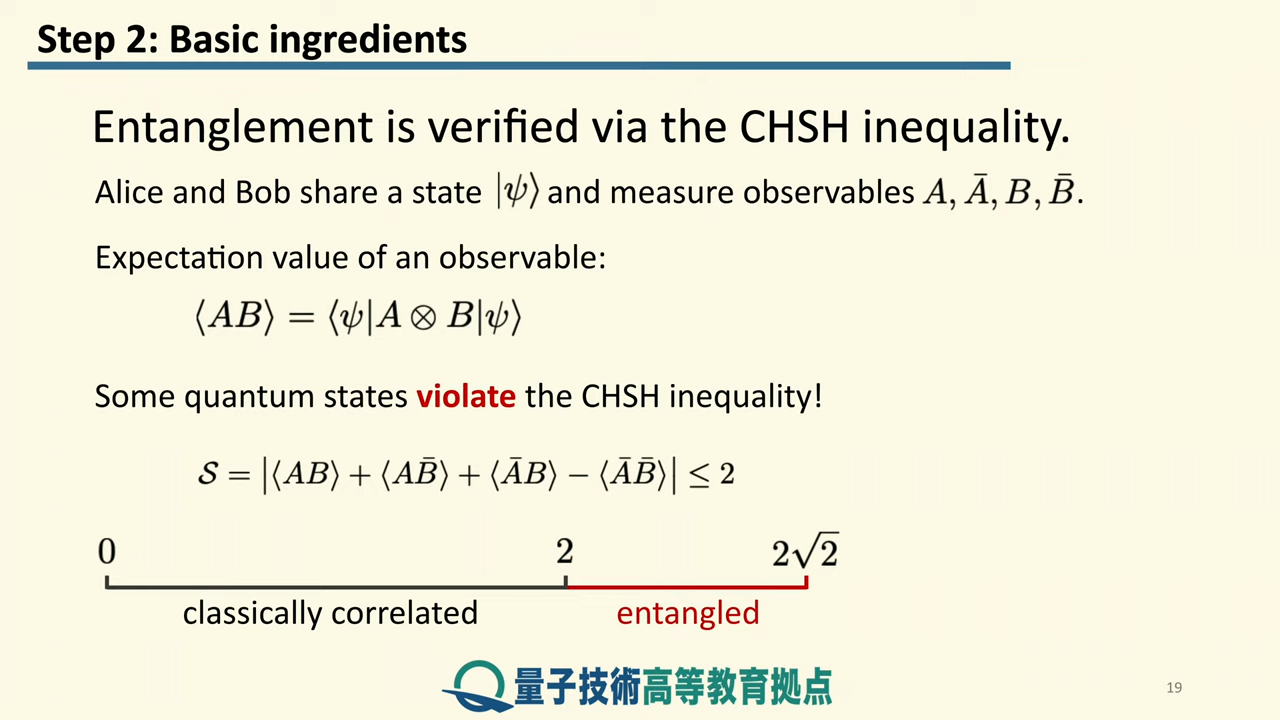 Step 2: Basic ingredients
Entanglement is verified via the CHSH inequality.
Alice and Bob share a state |ψ⟩ and measure observables A, Ā, B, B̄.
Expectation value of an observable:
⟨AB⟩ = ⟨ψ|A ⊗ B|ψ⟩
Some quantum states violate the CHSH inequality!
𝒮 = |⟨AB⟩ + ⟨AB̄⟩ + ⟨ĀB⟩ − ⟨ĀB̄⟩| ≤ 2
0 2 2√2
classically correlated entangled
量子技術高等教育拠点
19